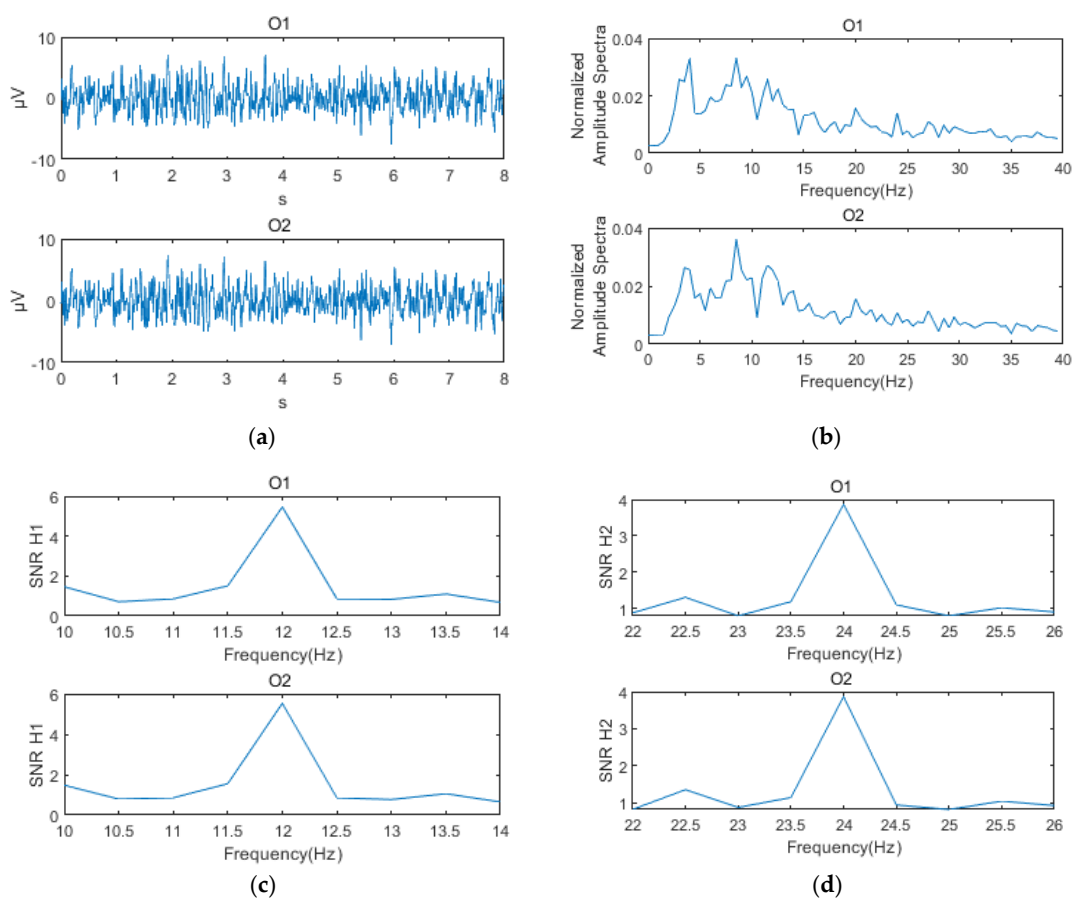 O1
10
0
-10
μV
0 1 2 3 4 5 6 7 8
s
O2
10
0
-10
μV
0 1 2 3 4 5 6 7 8
s
(a)
O1
0.04
0.02
0
Normalized
Amplitude Spectra
0 5 10 15 20 25 30 35 40
Frequency(Hz)
O2
0.04
0.02
0
Normalized
Amplitude Spectra
0 5 10 15 20 25 30 35 40
Frequency(Hz)
(b)
O1
6
4
2
0
SNR H1
10 10.5 11 11.5 12 12.5 13 13.5 14
Frequency(Hz)
O2
6
4
2
0
SNR H1
10 10.5 11 11.5 12 12.5 13 13.5 14
Frequency(Hz)
(c)
O1
4
3
2
1
SNR H2
22 22.5 23 23.5 24 24.5 25 25.5 26
Frequency(Hz)
O2
4
3
2
1
SNR H2
22 22.5 23 23.5 24 24.5 25 25.5 26
Frequency(Hz)
(d)